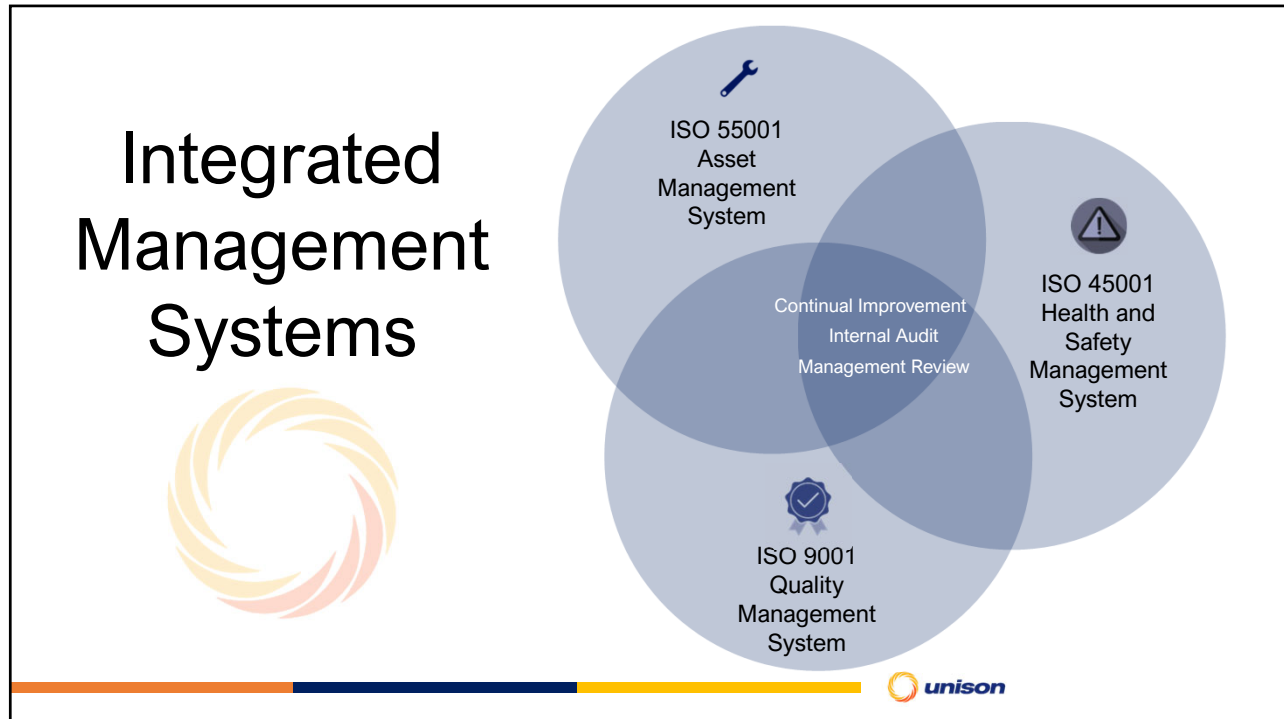 Integrated
Management
Systems
ISO 55001
Asset
Management
System
ISO 45001
Health and
Safety
Management
System
Continual Improvement
Internal Audit
Management Review
ISO 9001
Quality
Management
System
unison